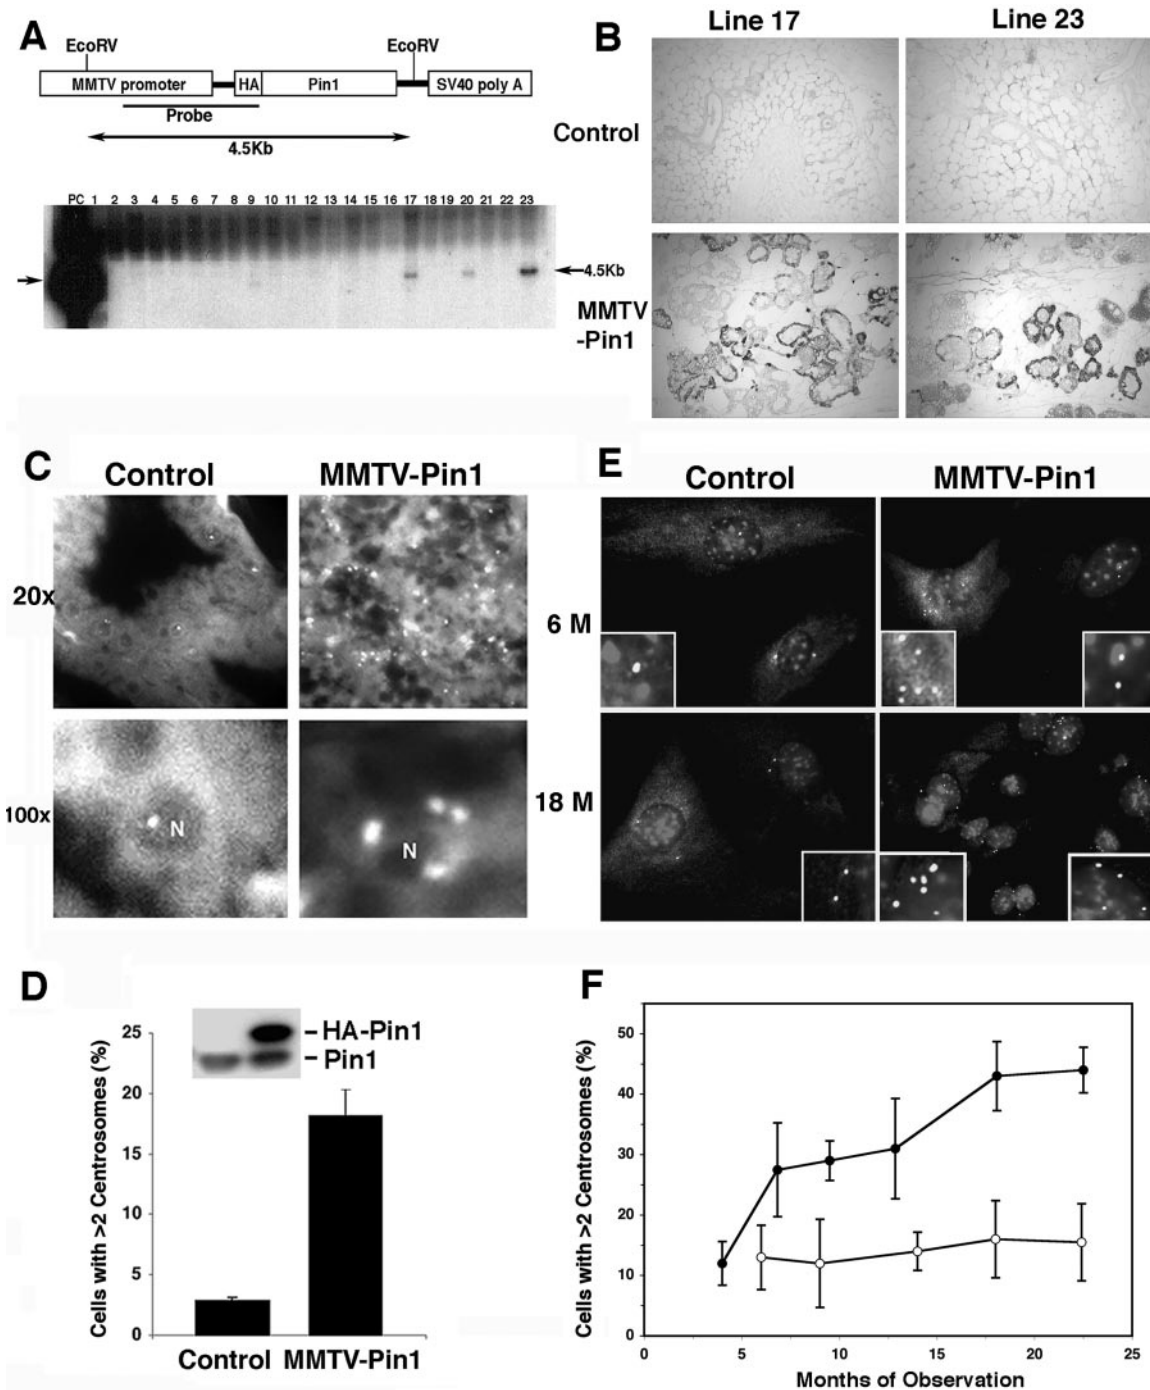 A
EcoRV
EcoRV
MMTV promoter
HA
Pin1
SV40 poly A
Probe
4.5Kb
PC 1 2 3 4 5 6 7 8 9 10 11 12 13 14 15 16 17 18 19 20 21 22 23
4.5Kb
B
Line 17
Line 23
Control
MMTV
-Pin1
C
Control
MMTV-Pin1
20x
100x
N
N
E
Control
MMTV-Pin1
6 M
18 M
D
Cells with >2 Centrosomes (%)
25
20
15
10
5
0
HA-Pin1
Pin1
Control
MMTV-Pin1
F
Cells with >2 Centrosomes (%)
50
40
30
20
10
0
0 5 10 15 20 25
Months of Observation